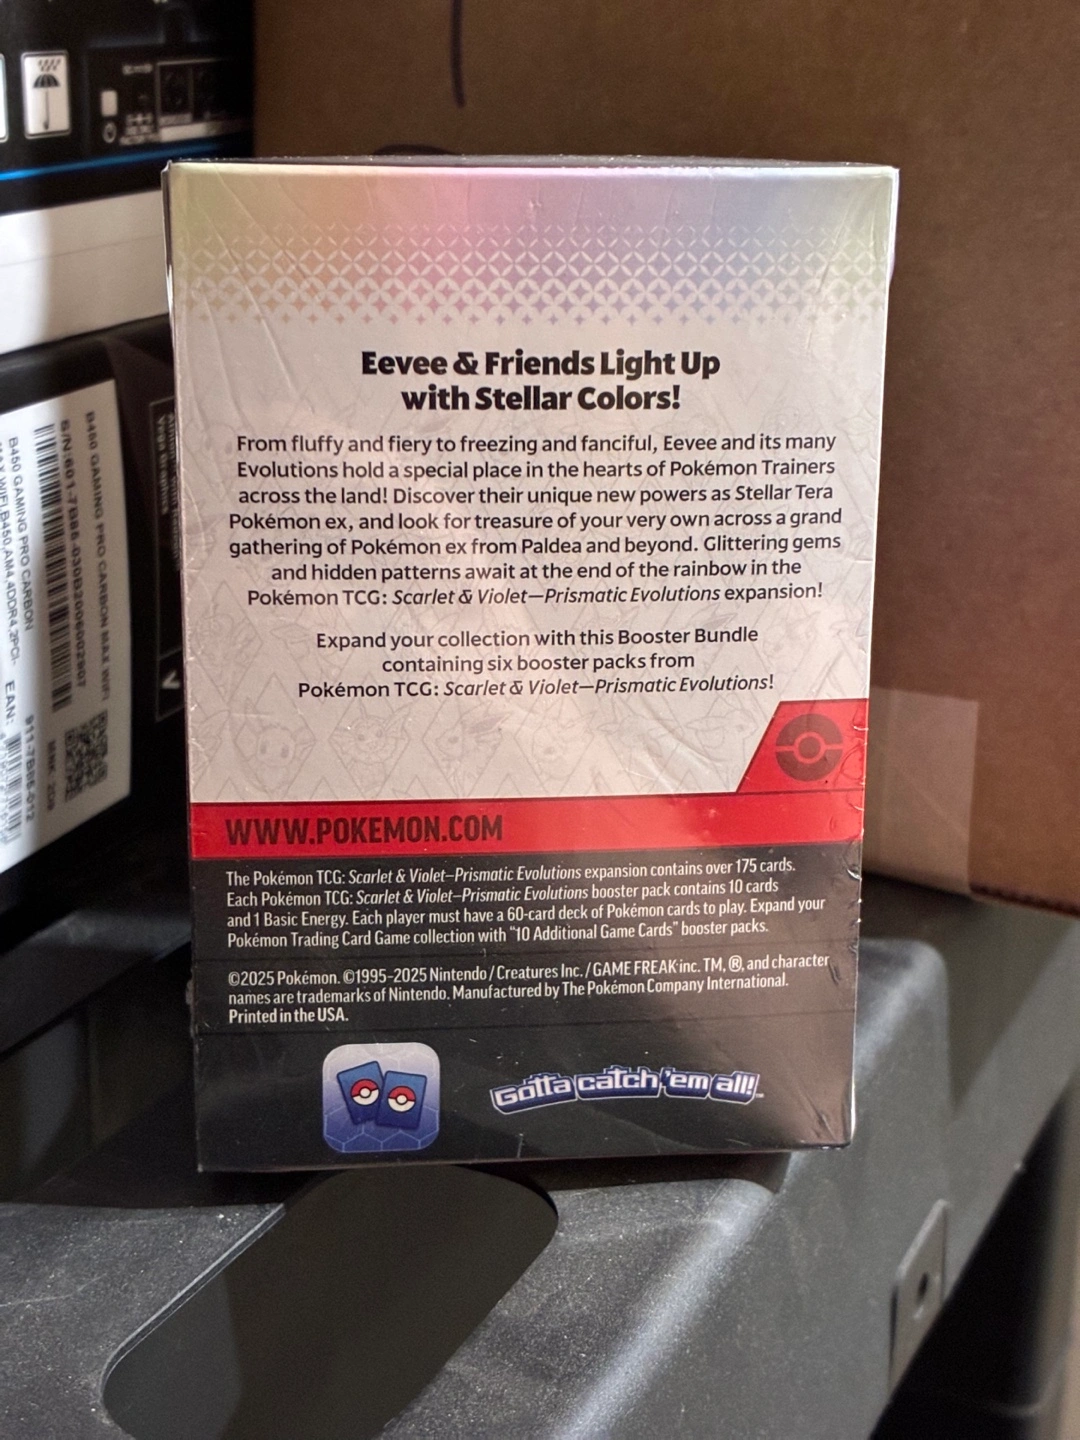 Eevee & Friends Light Up
with Stellar Colors!
From fluffy and fiery to freezing and fanciful, Eevee and its many
Evolutions hold a special place in the hearts of Pokémon Trainers
across the land! Discover their unique new powers as Stellar Tera
Pokémon ex, and look for treasure of your very own across a grand
gathering of Pokémon ex from Paldea and beyond. Glittering gems
and hidden patterns await at the end of the rainbow in the
Pokémon TCG: Scarlet & Violet—Prismatic Evolutions expansion!
Expand your collection with this Booster Bundle
containing six booster packs from
Pokémon TCG: Scarlet & Violet—Prismatic Evolutions!
WWW.POKEMON.COM
The Pokémon TCG: Scarlet & Violet—Prismatic Evolutions expansion contains over 175 cards.
Each Pokémon TCG: Scarlet & Violet—Prismatic Evolutions booster pack contains 10 cards
and 1 Basic Energy. Each player must have a 60-card deck of Pokémon cards to play. Expand your
Pokémon Trading Card Game collection with "10 Additional Game Cards" booster packs.
©2025 Pokémon. ©1995–2025 Nintendo / Creatures Inc. / GAME FREAK inc. TM, ®, and character
names are trademarks of Nintendo. Manufactured by The Pokémon Company International.
Printed in the USA.
Gotta catch 'em all!
B450 GAMING PRO CARBON MAX WIFI
B450 GAMING PRO CARBON
EAN: